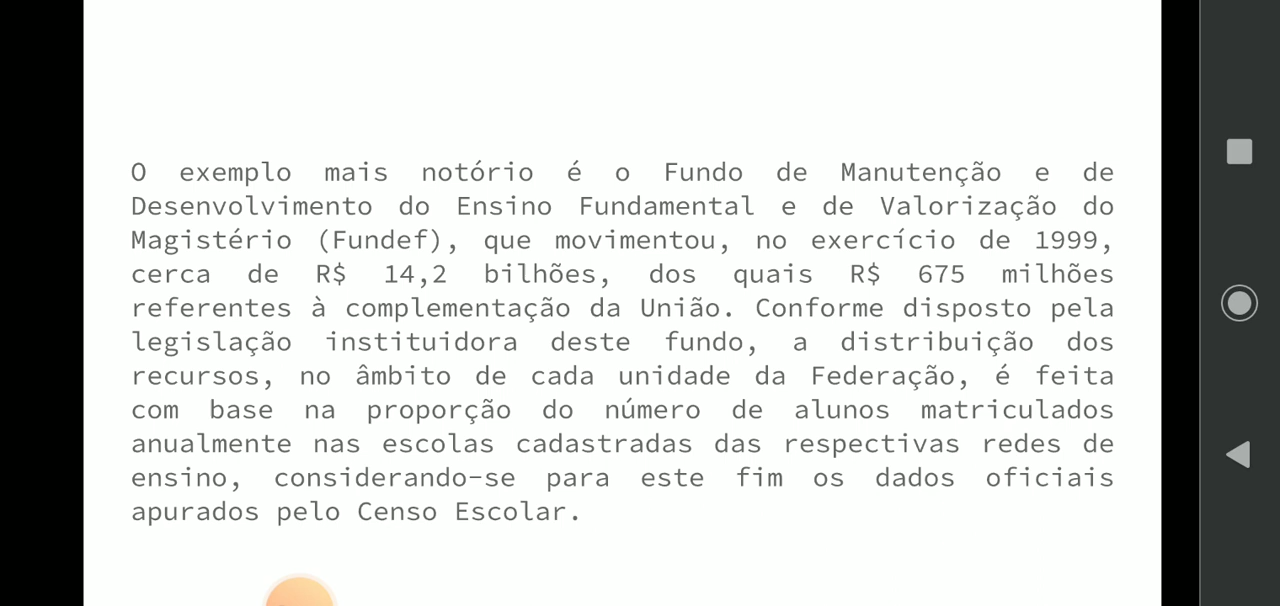 O exemplo mais notório é o Fundo de Manutenção e de
Desenvolvimento do Ensino Fundamental e de Valorização do
Magistério (Fundef), que movimentou, no exercício de 1999,
cerca de R$ 14,2 bilhões, dos quais R$ 675 milhões
referentes à complementação da União. Conforme disposto pela
legislação instituidora deste fundo, a distribuição dos
recursos, no âmbito de cada unidade da Federação, é feita
com base na proporção do número de alunos matriculados
anualmente nas escolas cadastradas das respectivas redes de
ensino, considerando-se para este fim os dados oficiais
apurados pelo Censo Escolar.